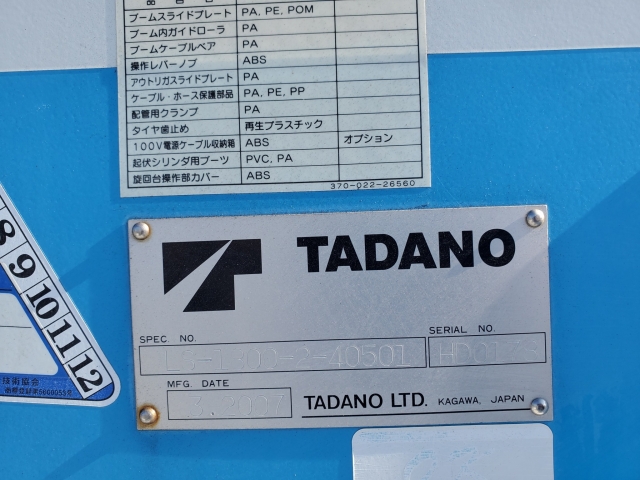 ブームスライドプレート PA, PE, POM
ブーム内ガイドローラ PA
ブームケーブルベア PA
操作レバーノブ ABS
アウトリガスライドプレート PA
ケーブル・ホース保護部品 PA, PE, PP
配管用クランプ PA
タイヤ歯止め 再生プラスチック
100V電源ケーブル収納箱 ABS オプション
起伏シリンダ用ブーツ PVC, PA
旋回台操作部カバー ABS
370-022-26560
TADANO
SPEC. NO.
SERIAL NO.
MFG. DATE
TADANO LTD. KAGAWA, JAPAN
8
9
10
11
12
技術協会